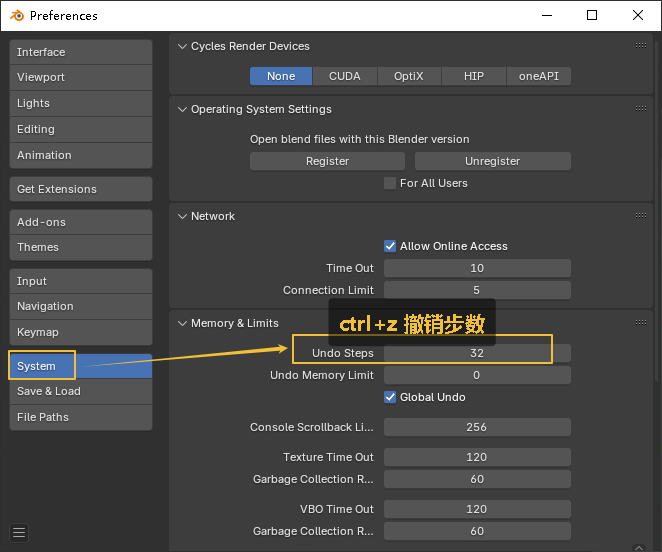 Preferences
Interface
Viewport
Lights
Editing
Animation
Get Extensions
Add-ons
Themes
Input
Navigation
Keymap
System
Save & Load
File Paths
Cycles Render Devices
None CUDA OptiX HIP oneAPI
Operating System Settings
Open blend files with this Blender version
Register Unregister
For All Users
Network
Allow Online Access
Time Out 10
Connection Limit 5
ctrl+z 撤销步数
Memory & Limits
Undo Steps 32
Undo Memory Limit 0
Global Undo
Console Scrollback Li... 256
Texture Time Out 120
Garbage Collection R... 60
VBO Time Out 120
Garbage Collection R... 60